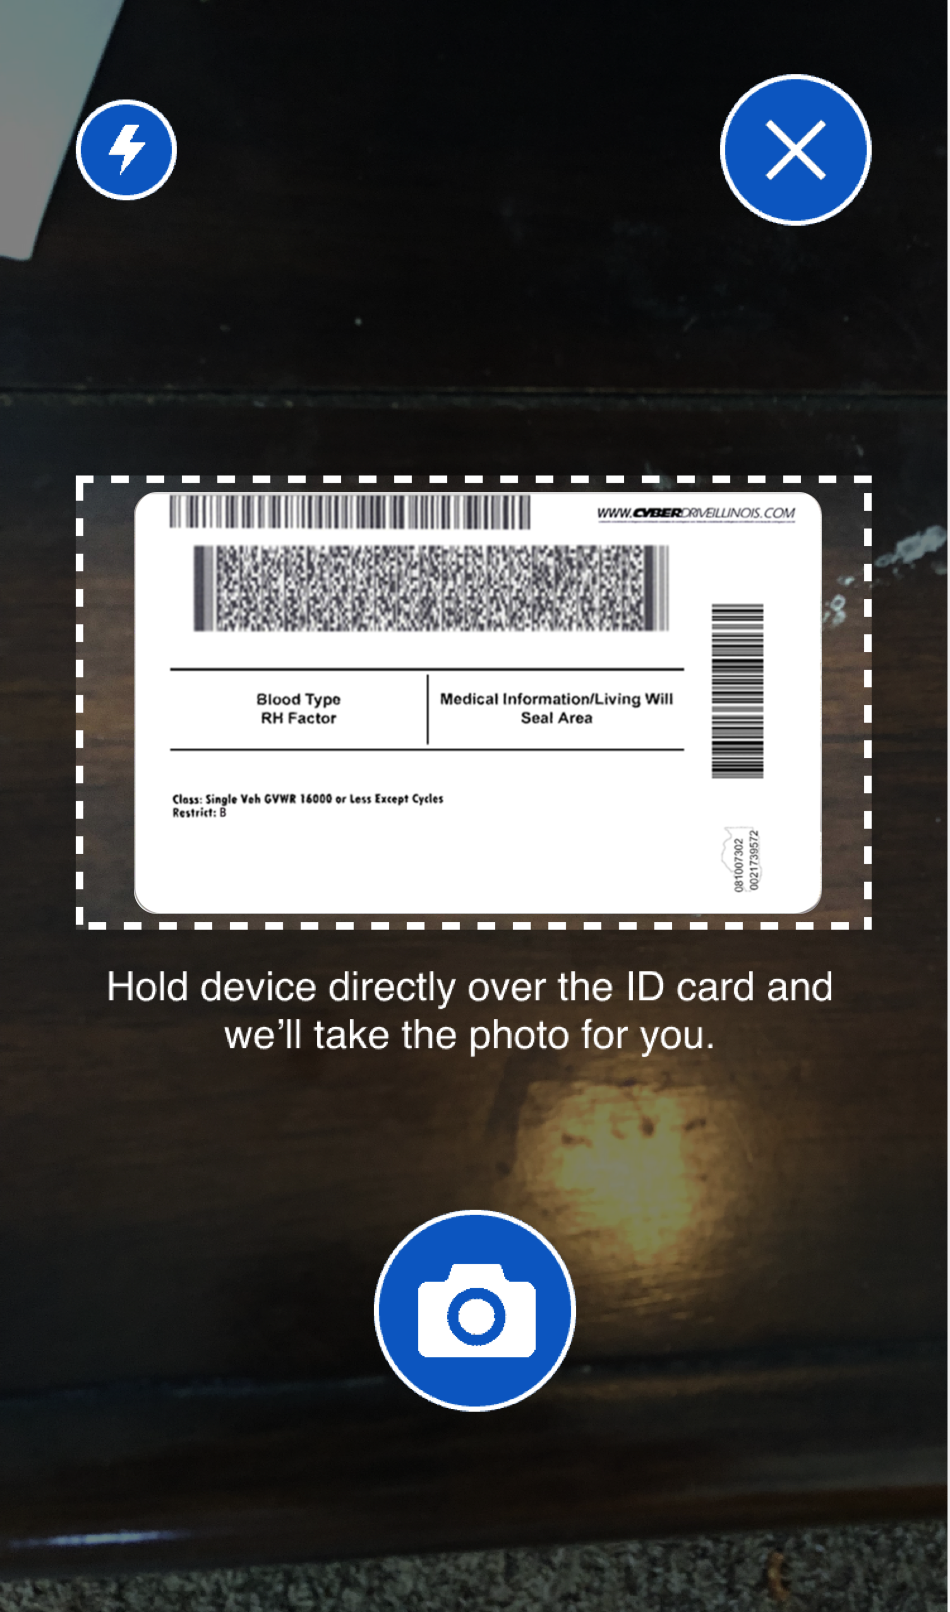 WWW.CYBERDRIVEILLINOIS.COM
Blood Type
RH Factor
Medical Information/Living Will
Seal Area
Class: Single Veh GVWR 16000 or Less Except Cycles
Restrict: B
081007302
0021739572
Hold device directly over the ID card and
we'll take the photo for you.